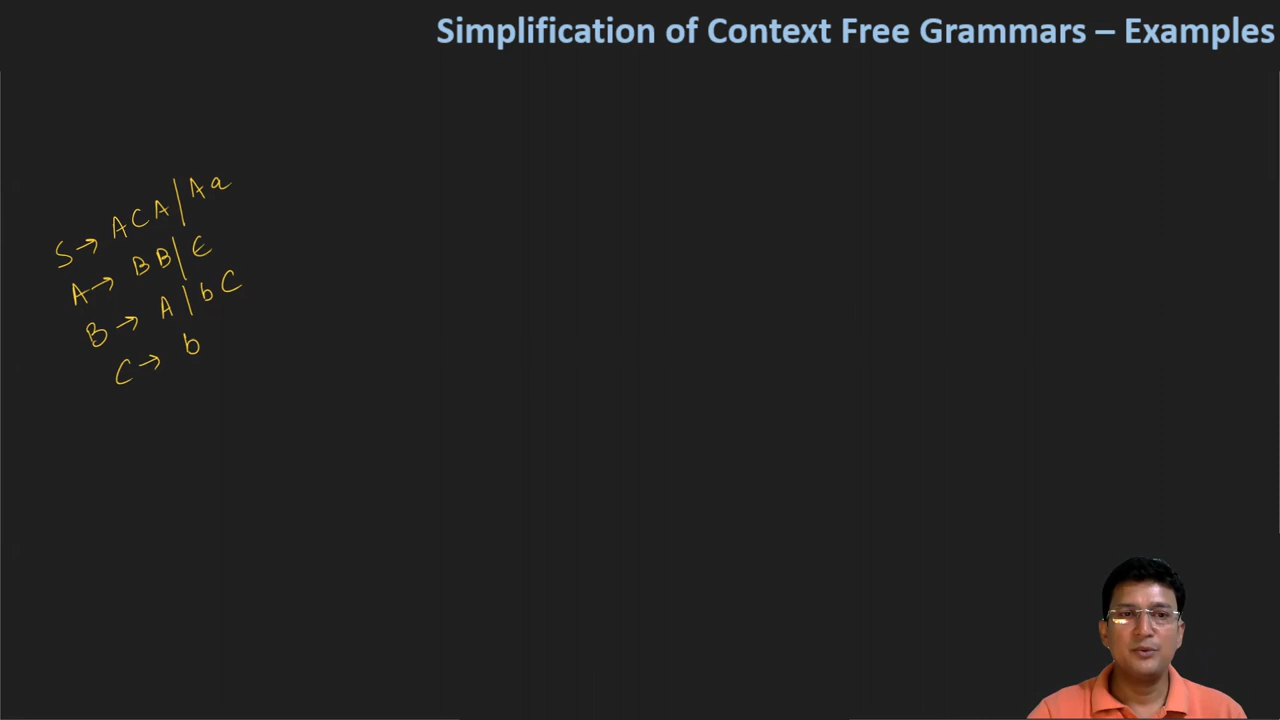 Simplification of Context Free Grammars – Examples
S → ACA | Aa
A → BB | ϵ
B → A | bC
C → b